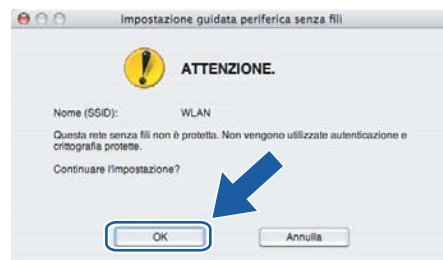 Impostazione guidata periferica senza fili
ATTENZIONE.
Nome (SSID): WLAN
Questa rete senza fili non è protetta. Non vengono utilizzate autenticazione e
crittografia protette.
Continuare l'impostazione?
OK Annulla